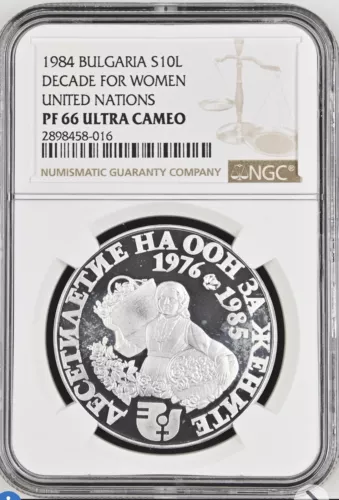 1984 BULGARIA S10L
DECADE FOR WOMEN
UNITED NATIONS
PF 66 ULTRA CAMEO
2898458-016
NUMISMATIC GUARANTY COMPANY
NGC
ДЕСЕТИЛЕТИЕ НА ООН ЗА ЖЕНИТЕ
1976 1985